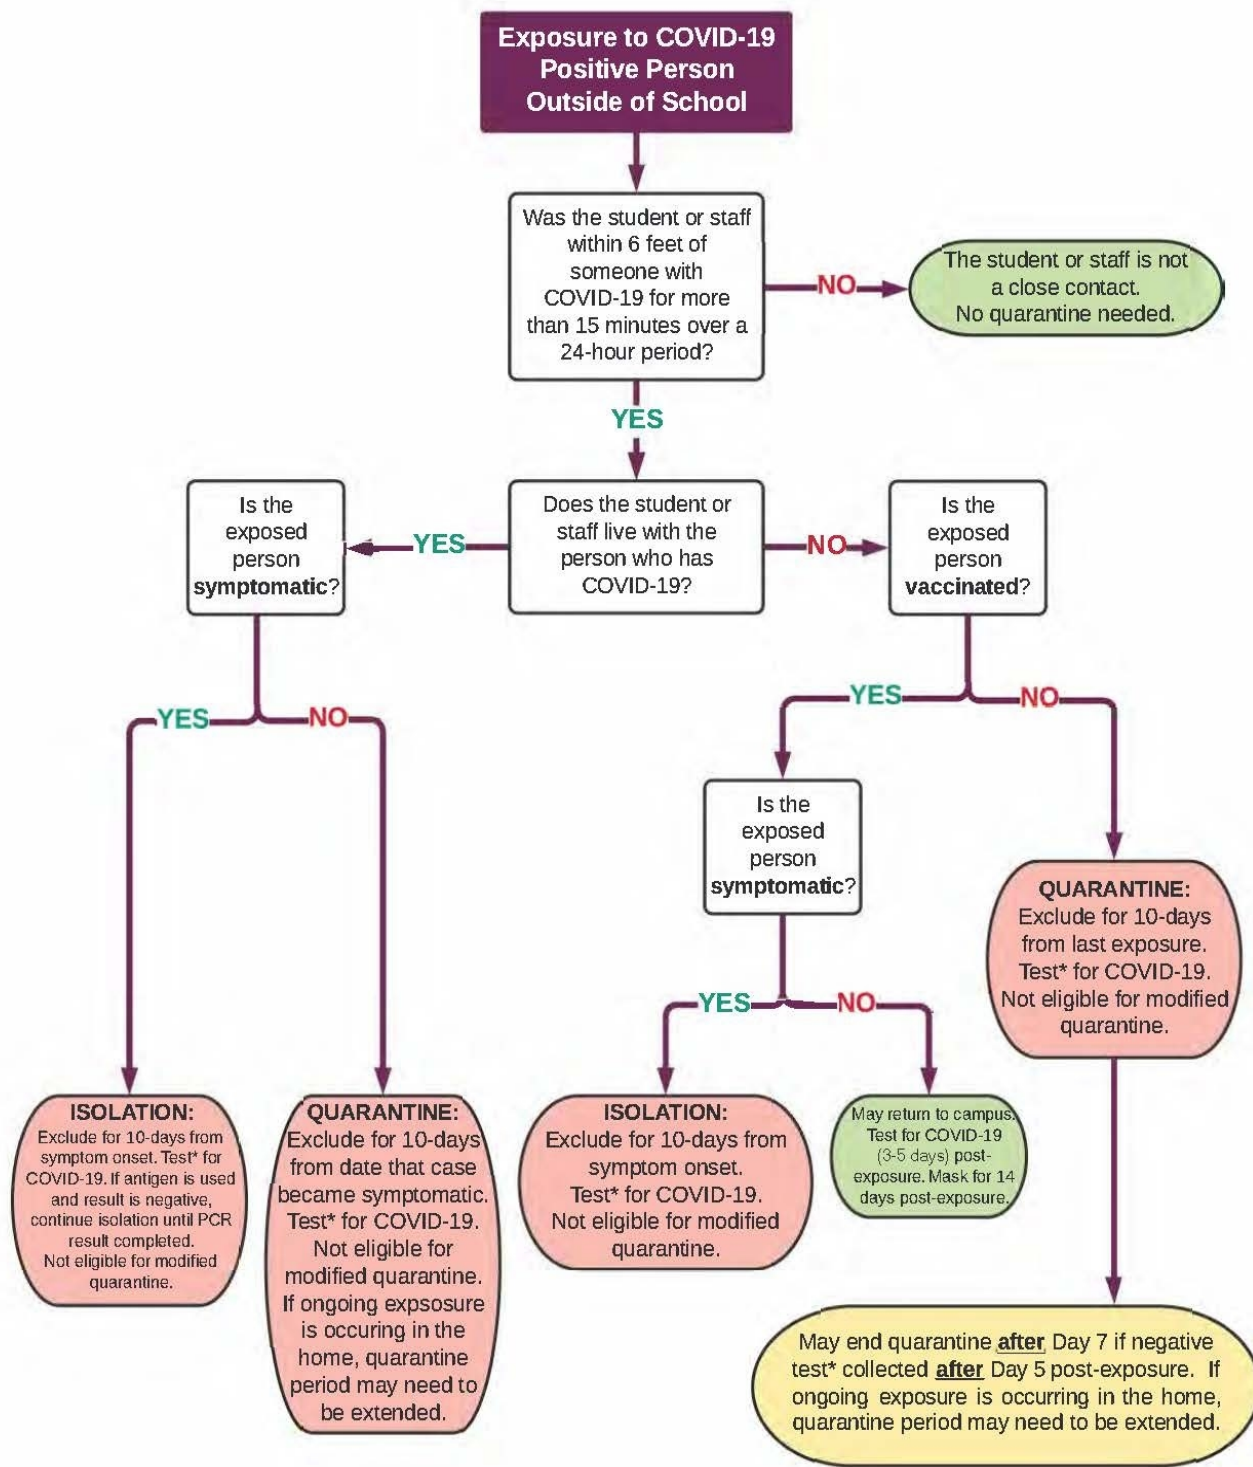 Exposure to COVID-19
Positive Person
Outside of School
Was the student or staff
within 6 feet of
someone with
COVID-19 for more
than 15 minutes over a
24-hour period?
NO
The student or staff is not
a close contact.
No quarantine needed.
YES
Is the
exposed
person
symptomatic?
YES
Does the student or
staff live with the
person who has
COVID-19?
NO
Is the
exposed
person
vaccinated?
YES
NO
YES
NO
Is the
exposed
person
symptomatic?
QUARANTINE:
Exclude for 10-days
from last exposure.
Test* for COVID-19.
Not eligible for modified
quarantine.
YES
NO
ISOLATION:
Exclude for 10-days from
symptom onset. Test* for
COVID-19. If antigen is used
and result is negative,
continue isolation until PCR
result completed.
Not eligible for modified
quarantine.
QUARANTINE:
Exclude for 10-days
from date that case
became symptomatic.
Test* for COVID-19.
Not eligible for
modified quarantine.
If ongoing expsosure
is occuring in the
home, quarantine
period may need to
be extended.
ISOLATION:
Exclude for 10-days from
symptom onset.
Test* for COVID-19.
Not eligible for modified
quarantine.
May return to campus.
Test for COVID-19
(3-5 days) post-
exposure. Mask for 14
days post-exposure.
May end quarantine after Day 7 if negative
test* collected after Day 5 post-exposure. If
ongoing exposure is occurring in the home,
quarantine period may need to be extended.